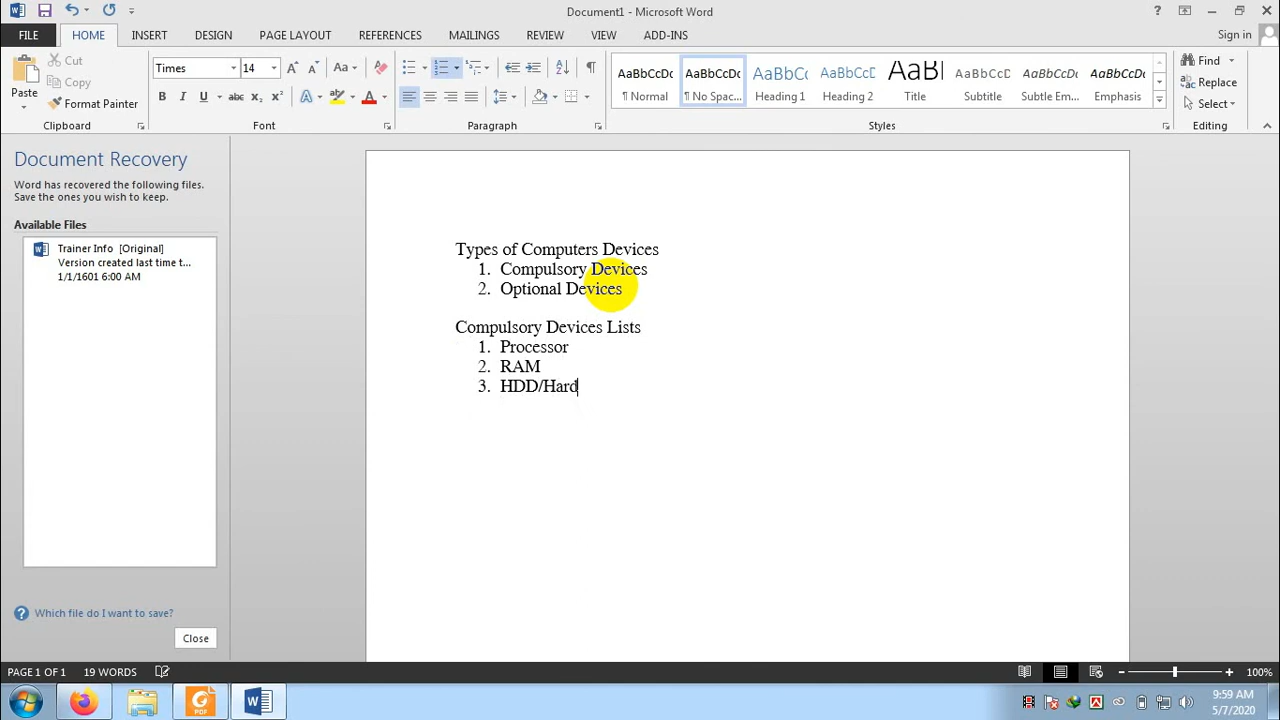 Document1 - Microsoft Word
FILE HOME INSERT DESIGN PAGE LAYOUT REFERENCES MAILINGS REVIEW VIEW ADD-INS Sign in
Paste
Cut
Copy
Format Painter
Clipboard
Times 14
Font
Paragraph
AaBbCcDc AaBbCcDc AaBbCc AaBbCcC AaBl AaBbCcC AaBbCcDc AaBbCcDc
¶ Normal ¶ No Spac... Heading 1 Heading 2 Title Subtitle Subtle Em... Emphasis
Styles
Find
Replace
Select
Editing
Document Recovery
Word has recovered the following files.
Save the ones you wish to keep.
Available Files
Trainer Info [Original]
Version created last time t...
1/1/1601 6:00 AM
Which file do I want to save?
Close
Types of Computers Devices
1. Compulsory Devices
2. Optional Devices
Compulsory Devices Lists
1. Processor
2. RAM
3. HDD/Hard
PAGE 1 OF 1 19 WORDS 100%
PDF
9:59 AM
5/7/2020